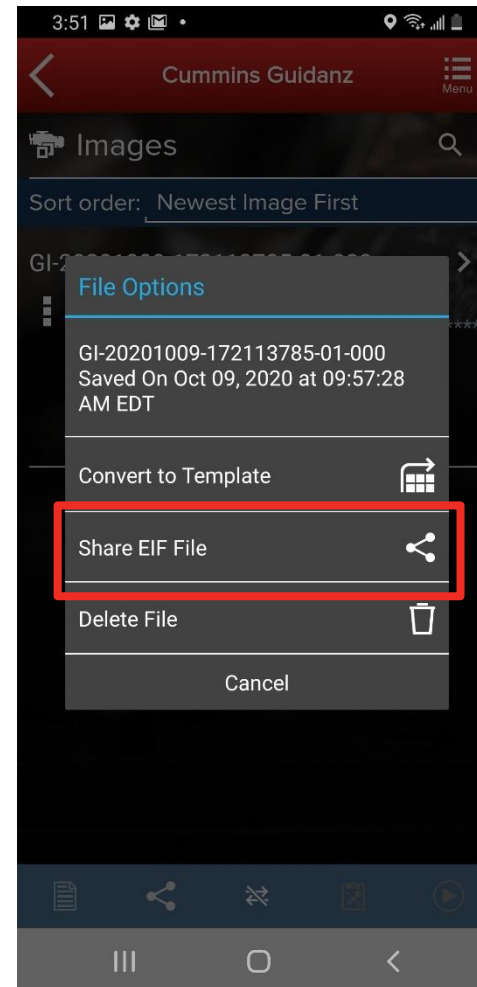 3:51
Cummins Guidanz
Menu
Images
Sort order: Newest Image First
File Options
GI-20201009-172113785-01-000
Saved On Oct 09, 2020 at 09:57:28
AM EDT
Convert to Template
Share EIF File
Delete File
Cancel